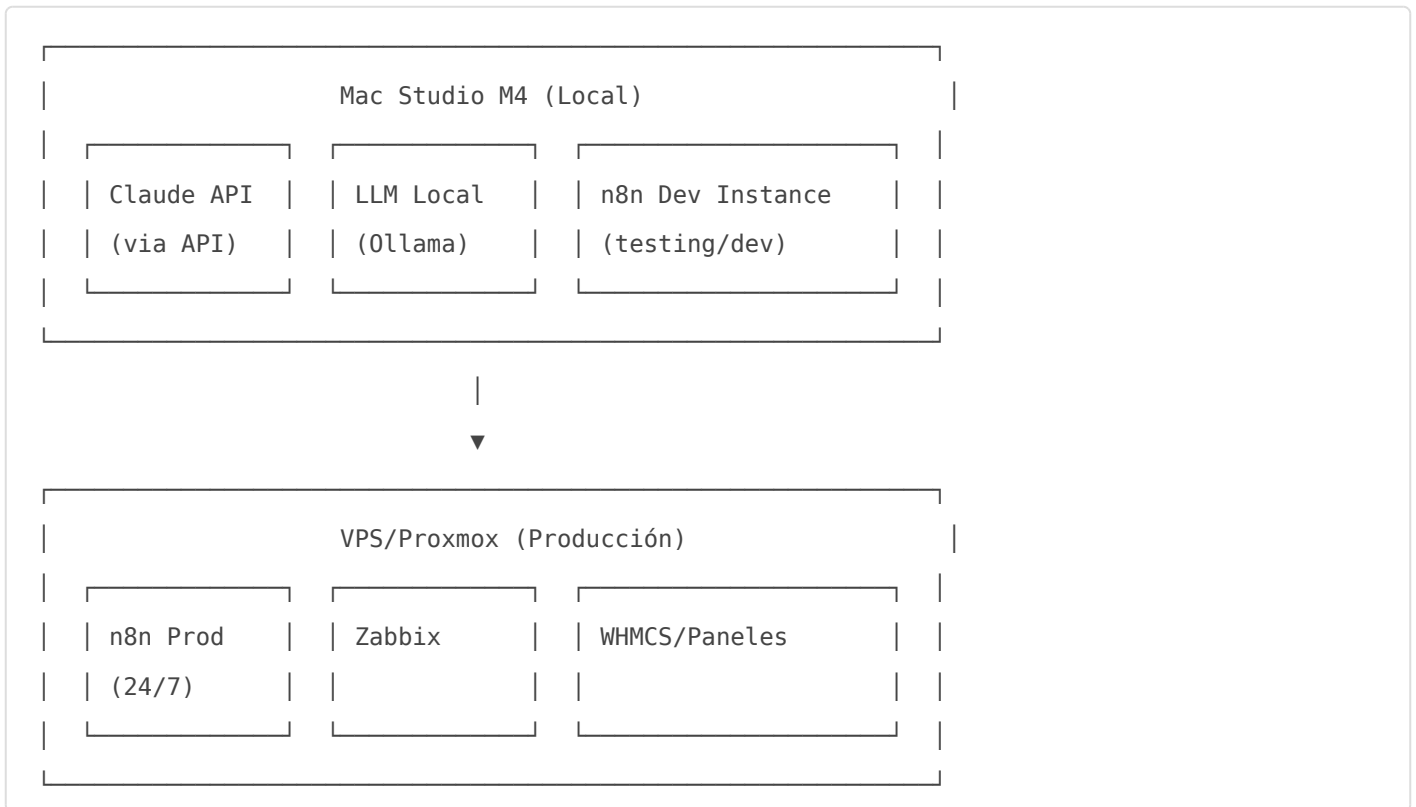 Mac Studio M4 (Local)
Claude API LLM Local n8n Dev Instance
(via API) (Ollama) (testing/dev)
VPS/Proxmox (Producción)
n8n Prod Zabbix WHMCS/Paneles
(24/7)